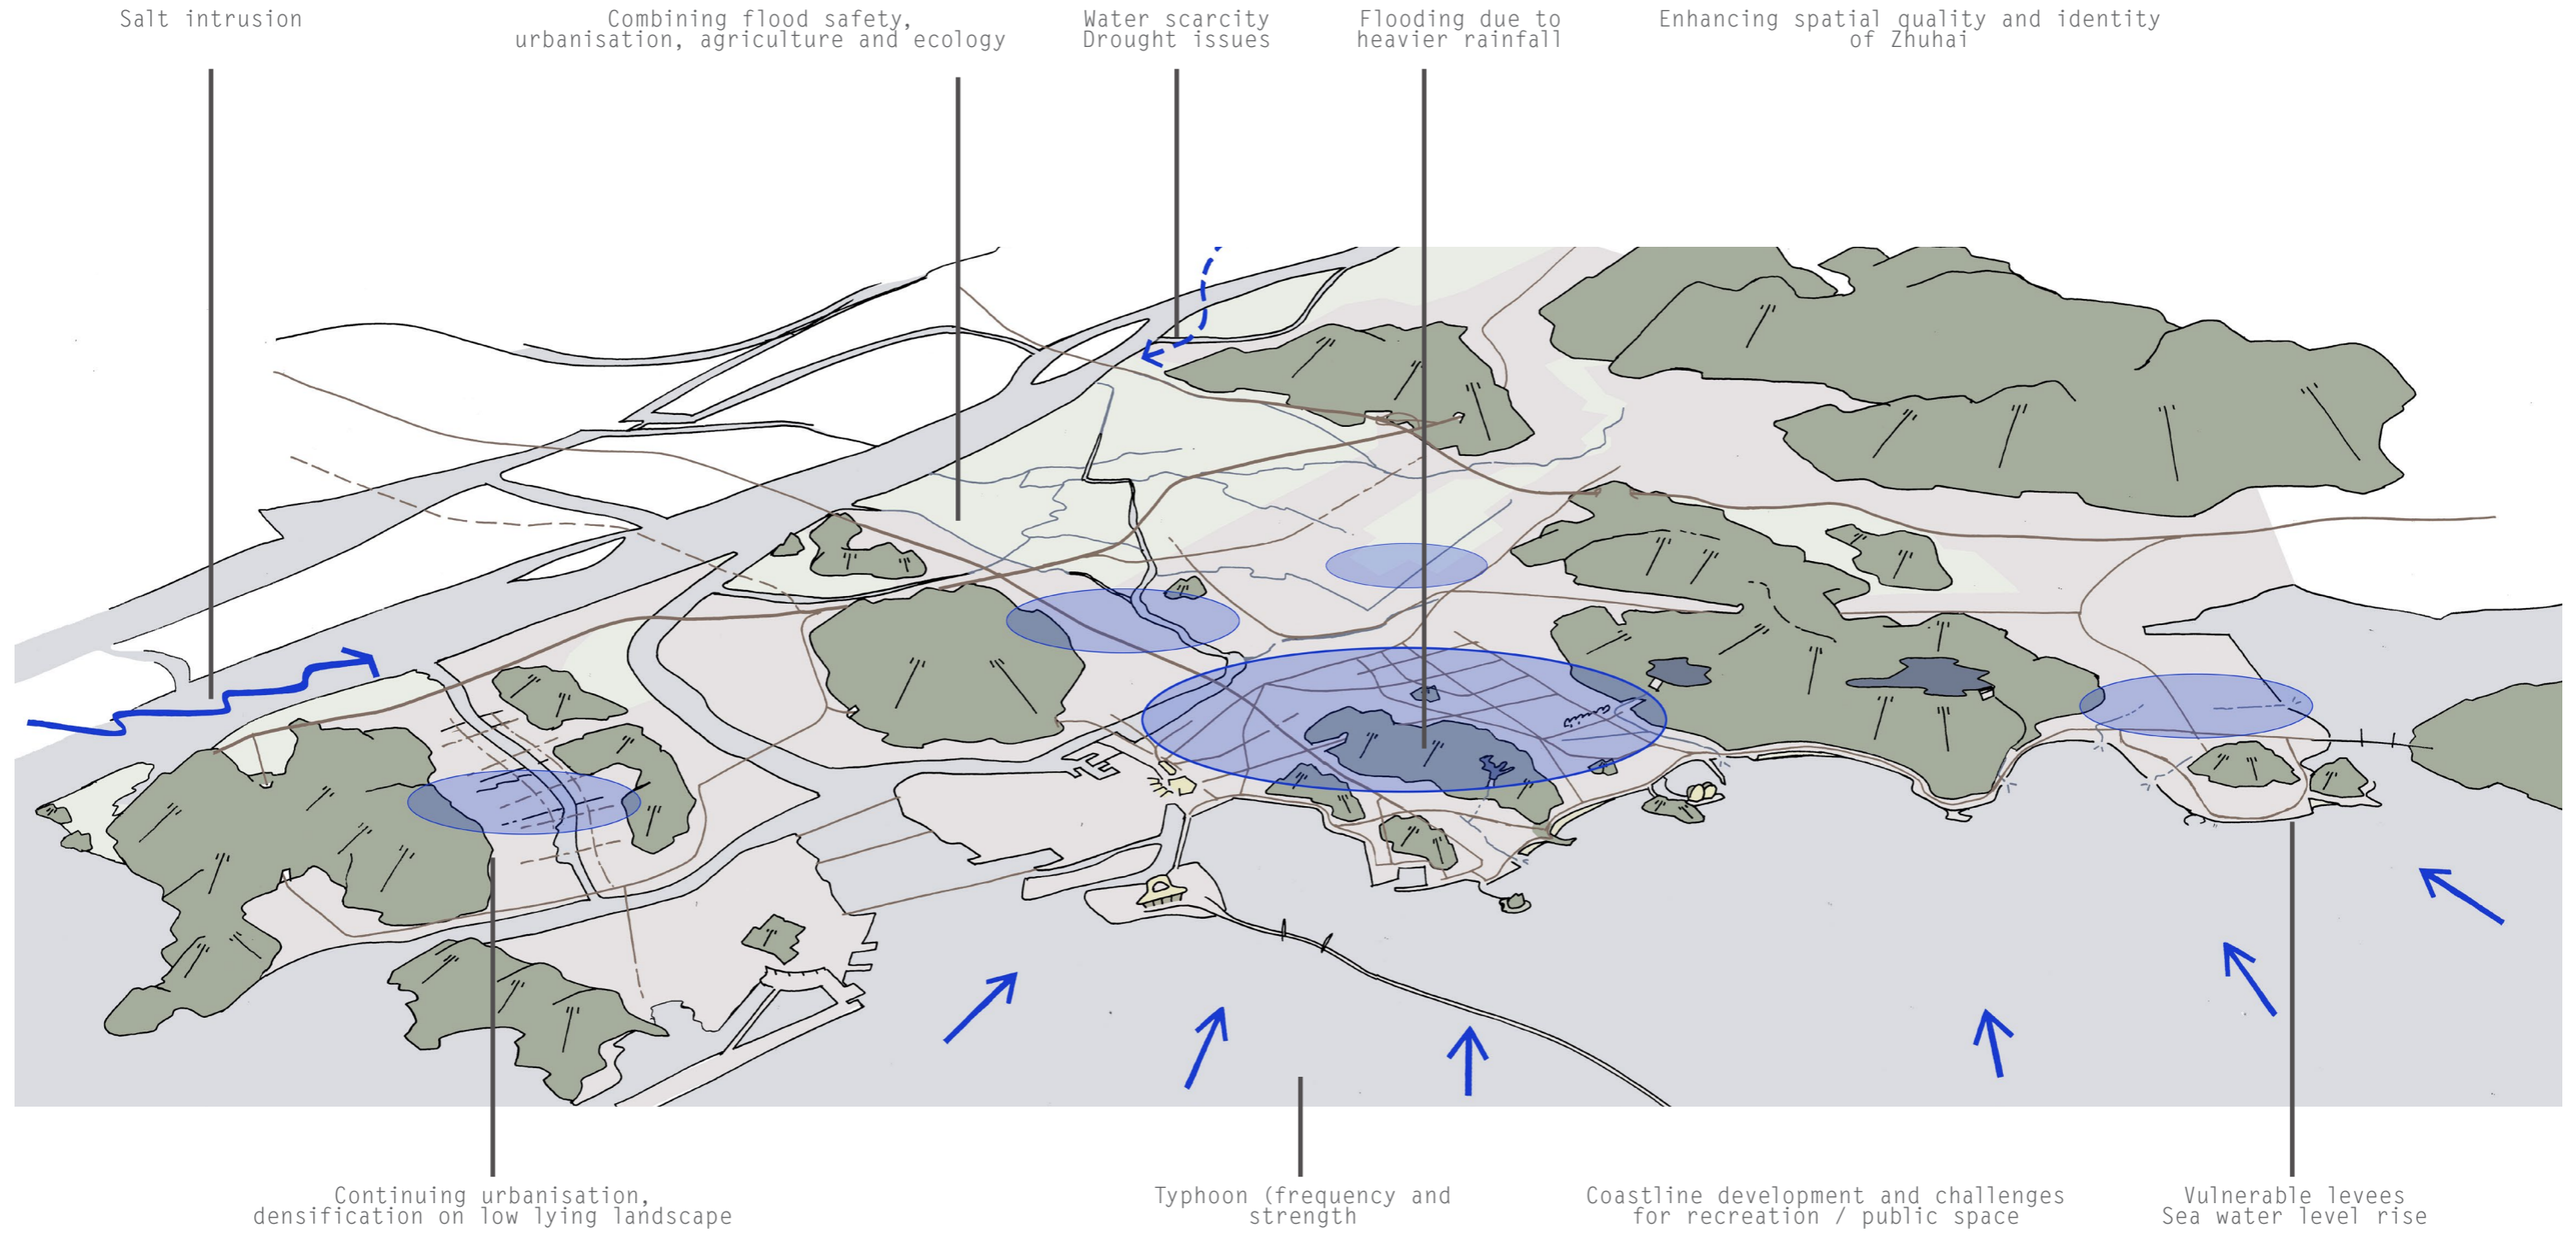 Salt intrusion
Combining flood safety,
urbanisation, agriculture and ecology
Water scarcity
Drought issues
Flooding due to
heavier rainfall
Enhancing spatial quality and identity
of Zhuhai
Continuing urbanisation,
densification on low lying landscape
Typhoon (frequency and
strength
Coastline development and challenges
for recreation / public space
Vulnerable levees
Sea water level rise